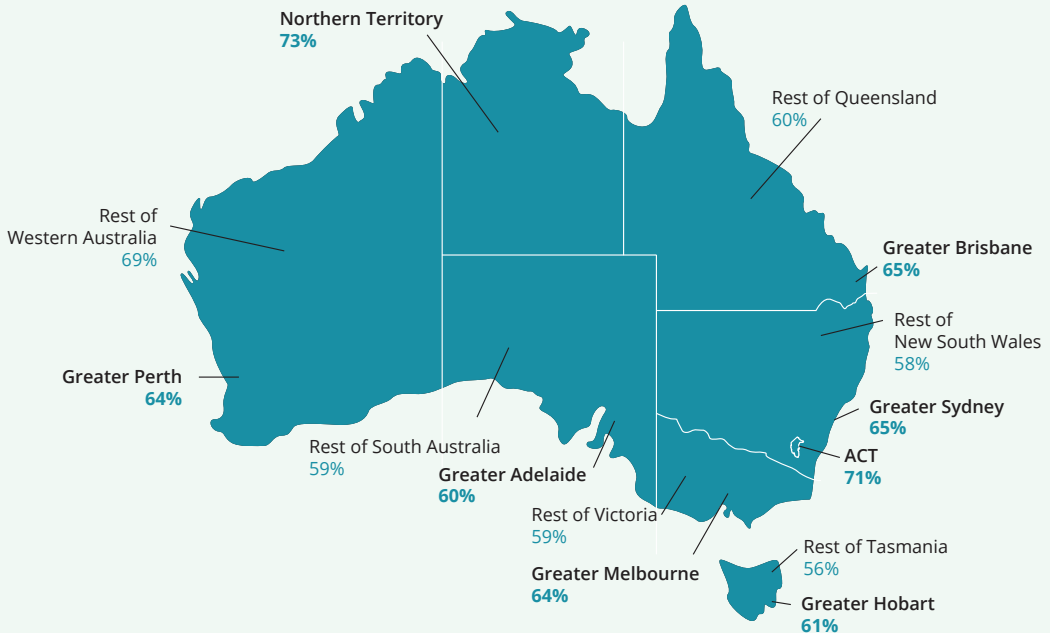 Northern Territory
73%
Rest of Queensland
60%
Rest of
Western Australia
69%
Greater Brisbane
65%
Rest of
New South Wales
58%
Greater Perth
64%
Greater Sydney
65%
Rest of South Australia
59%
ACT
71%
Greater Adelaide
60%
Rest of Victoria
59%
Rest of Tasmania
56%
Greater Melbourne
64%
Greater Hobart
61%